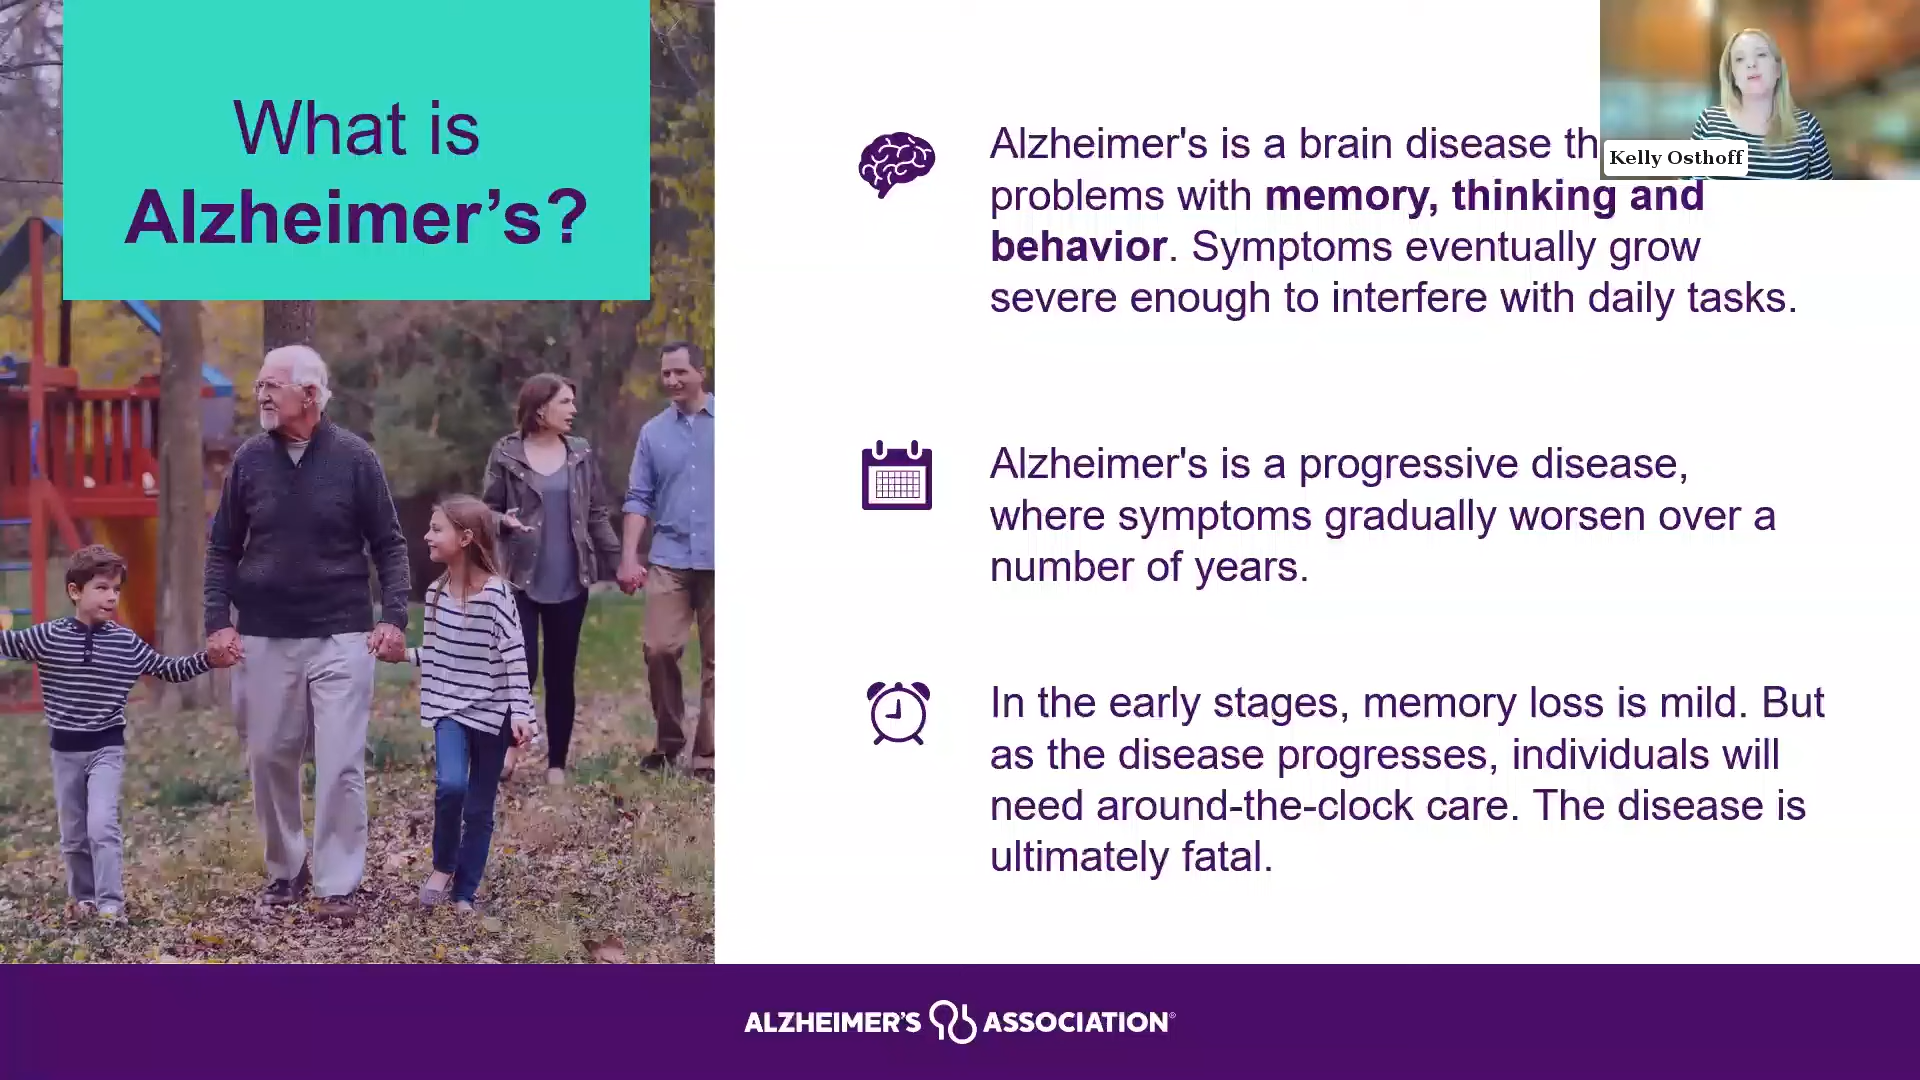 What is
Alzheimer’s?
Alzheimer's is a brain disease
problems with memory, thinking and
behavior. Symptoms eventually grow
severe enough to interfere with daily tasks.
Alzheimer's is a progressive disease,
where symptoms gradually worsen over a
number of years.
In the early stages, memory loss is mild. But
as the disease progresses, individuals will
need around-the-clock care. The disease is
ultimately fatal.
Kelly Osthoff
ALZHEIMER'S ASSOCIATION®